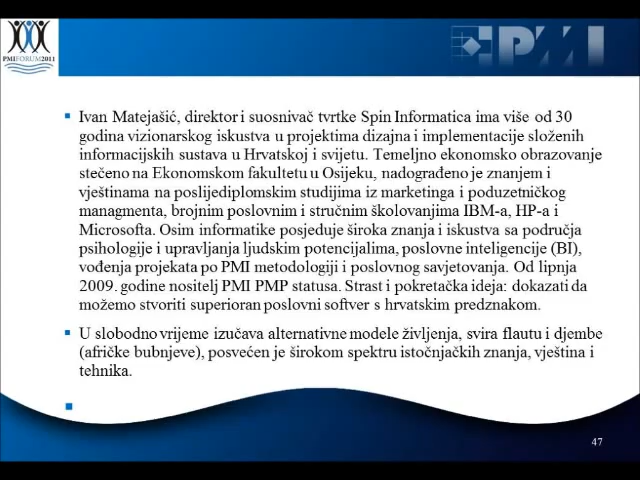 PMI FORUM 2011
PMI
Ivan Matejašić, direktor i suosnivač tvrtke Spin Informatica ima više od 30
godina vizionarskog iskustva u projektima dizajna i implementacije složenih
informacijskih sustava u Hrvatskoj i svijetu. Temeljno ekonomsko obrazovanje
stečeno na Ekonomskom fakultetu u Osijeku, nadograđeno je znanjem i
vještinama na poslijediplomskim studijima iz marketinga i poduzetničkog
managmenta, brojnim poslovnim i stručnim školovanjima IBM-a, HP-a i
Microsofta. Osim informatike posjeduje široka znanja i iskustva sa područja
psihologije i upravljanja ljudskim potencijalima, poslovne inteligencije (BI),
vođenja projekata po PMI metodologiji i poslovnog savjetovanja. Od lipnja
2009. godine nositelj PMI PMP statusa. Strast i pokretačka ideja: dokazati da
možemo stvoriti superioran poslovni softver s hrvatskim predznakom.
U slobodno vrijeme izučava alternativne modele življenja, svira flautu i djembe
(afričke bubnjeve), posvećen je širokom spektru istočnjačkih znanja, vještina i
tehnika.
47